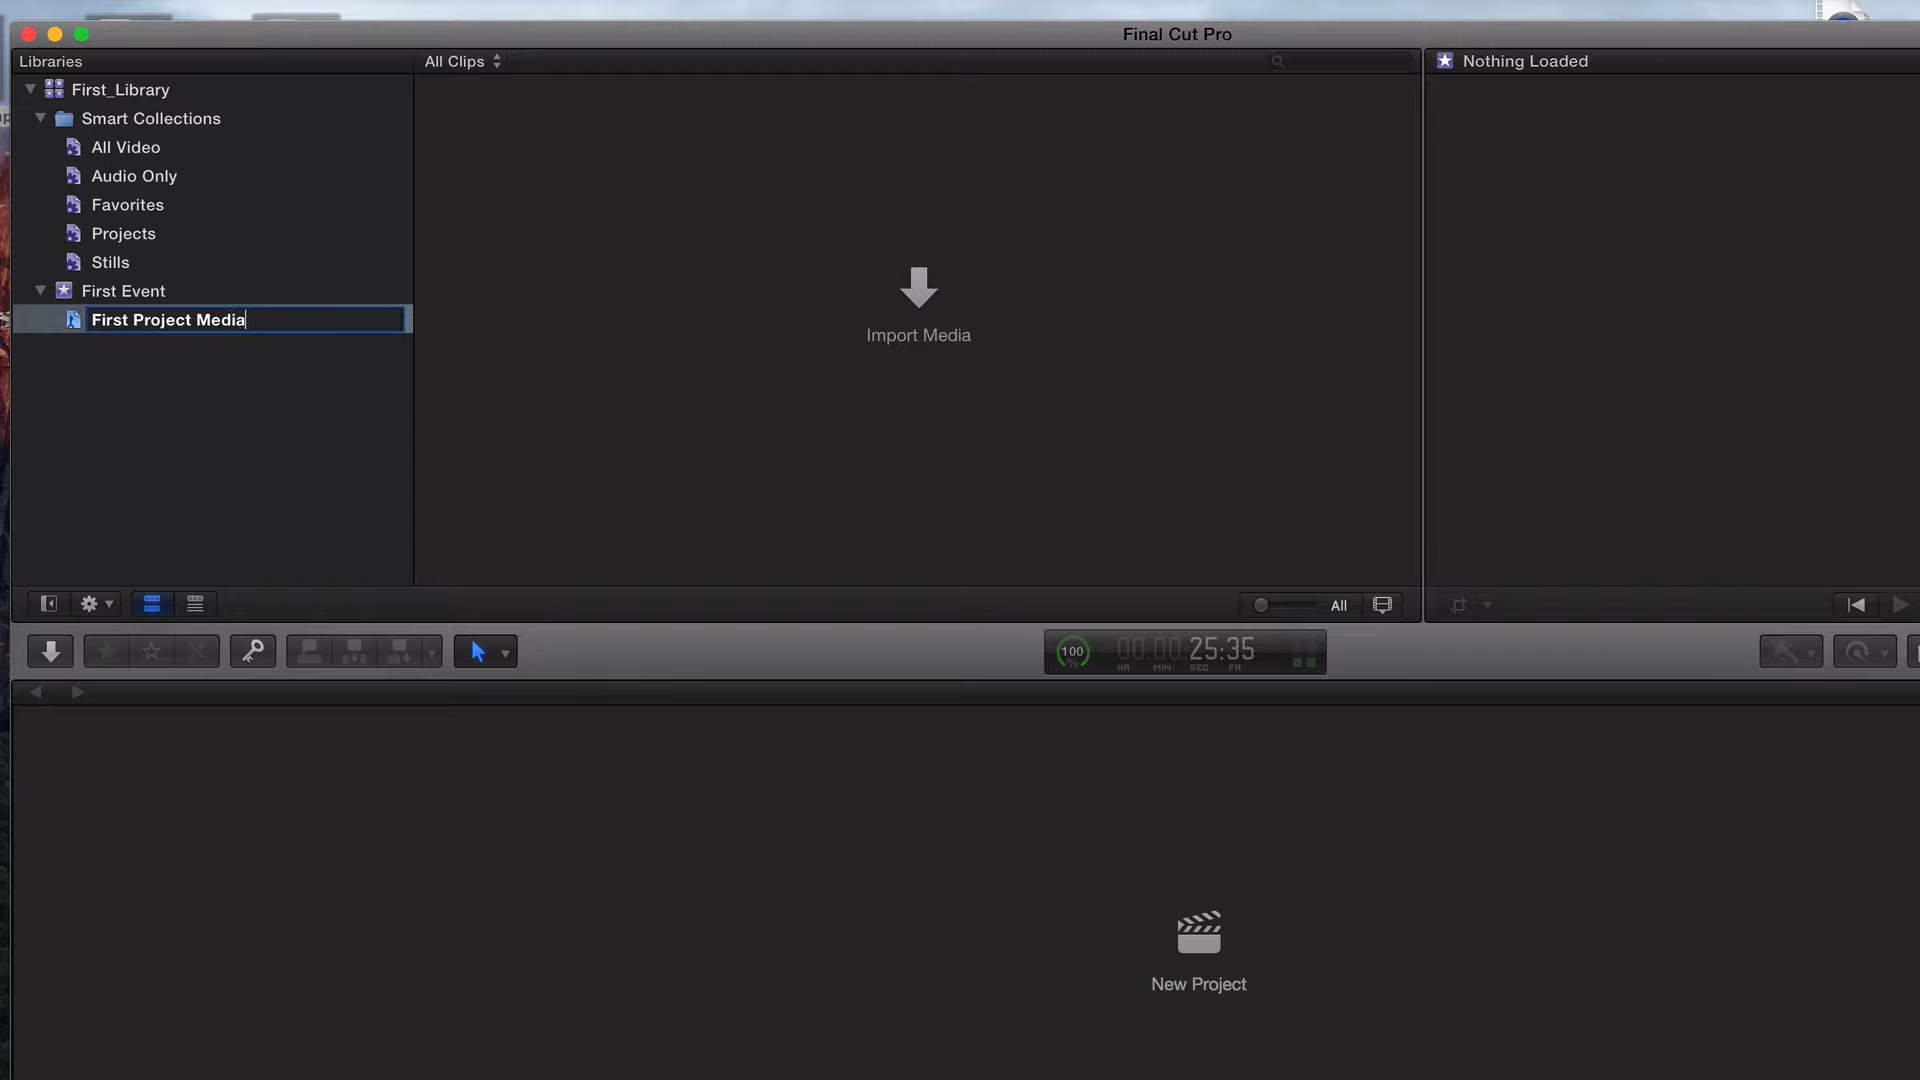 Final Cut Pro
Libraries
All Clips
Nothing Loaded
First_Library
Smart Collections
All Video
Audio Only
Favorites
Projects
Stills
First Event
First Project Media
Import Media
All
100
%
00:00:25:35
HR MIN SEC FR
New Project